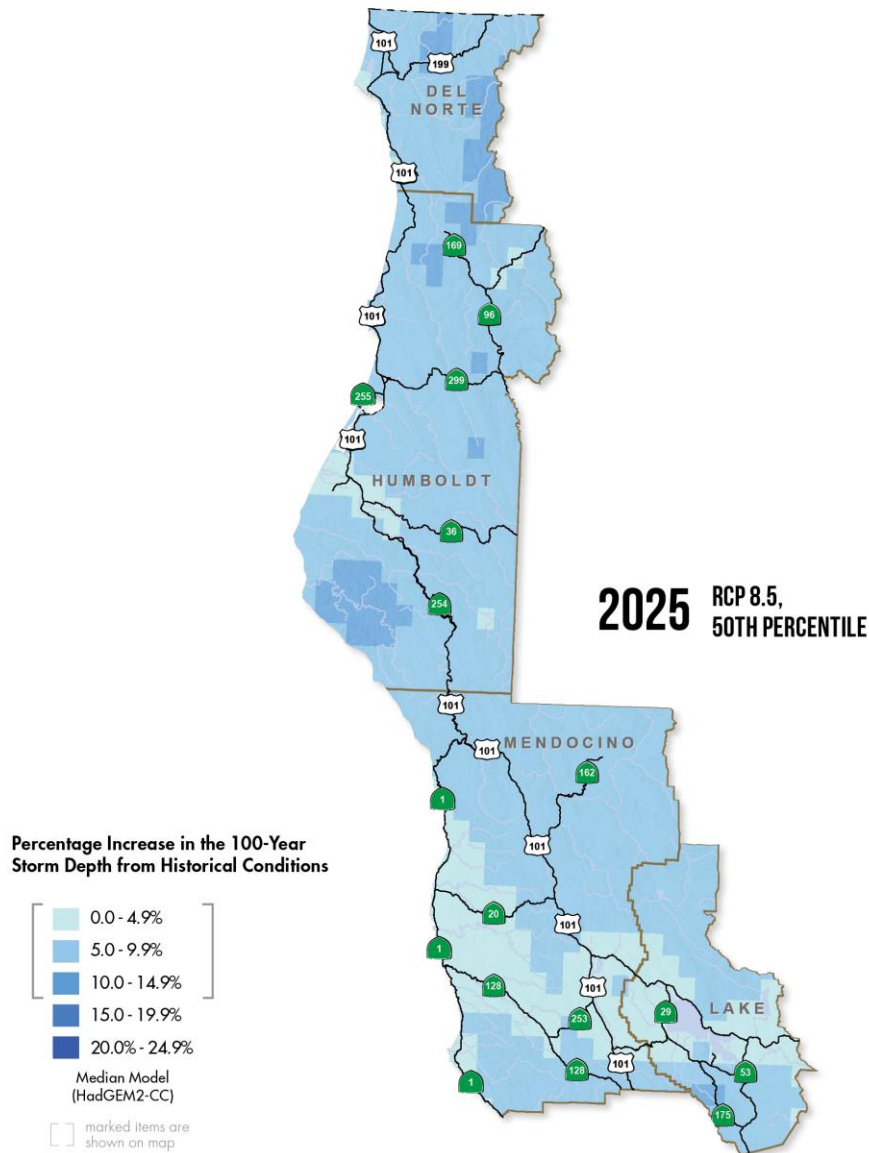 101
199
DEL
NORTE
101
169
101
96
299
255
101
HUMBOLDT
36
254
2025
RCP 8.5,
50TH PERCENTILE
101
101
MENDOCINO
162
1
101
Percentage Increase in the 100-Year
Storm Depth from Historical Conditions
0.0 - 4.9%
5.0 - 9.9%
10.0 - 14.9%
15.0 - 19.9%
20.0% - 24.9%
Median Model
(HadGEM2-CC)
marked items are
shown on map
20
101
1
128
101
29
LAKE
253
101
128
53
1
175